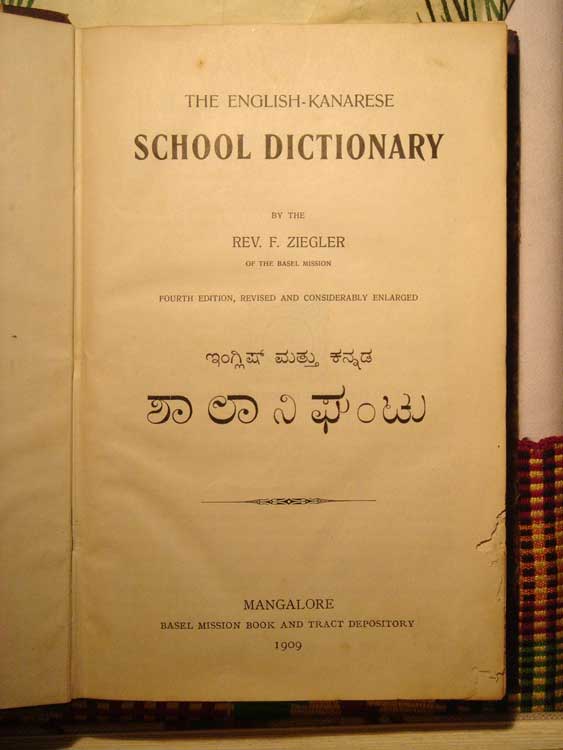 THE ENGLISH-KANARESE
SCHOOL DICTIONARY
BY THE
REV. F. ZIEGLER
OF THE BASEL MISSION
FOURTH EDITION, REVISED AND CONSIDERABLY ENLARGED
ಇಂಗ್ಲಿಷ್ ಮತ್ತು ಕನ್ನಡ
ಶಾಲಾನಿಘಂಟು
MANGALORE
BASEL MISSION BOOK AND TRACT DEPOSITORY
1909